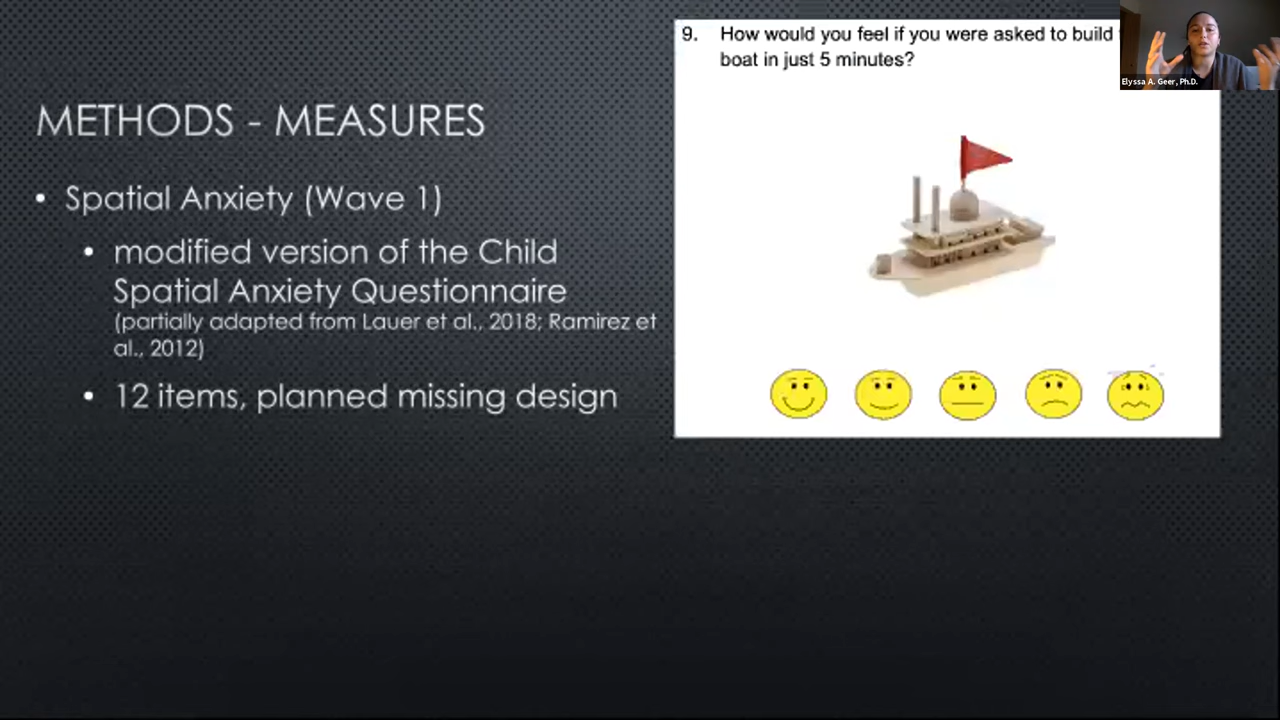 METHODS - MEASURES
• Spatial Anxiety (Wave 1)
• modified version of the Child
Spatial Anxiety Questionnaire
(partially adapted from Lauer et al., 2018; Ramirez et
al., 2012)
• 12 items, planned missing design
9. How would you feel if you were asked to build
boat in just 5 minutes?
Elyssa A. Geer, Ph.D.